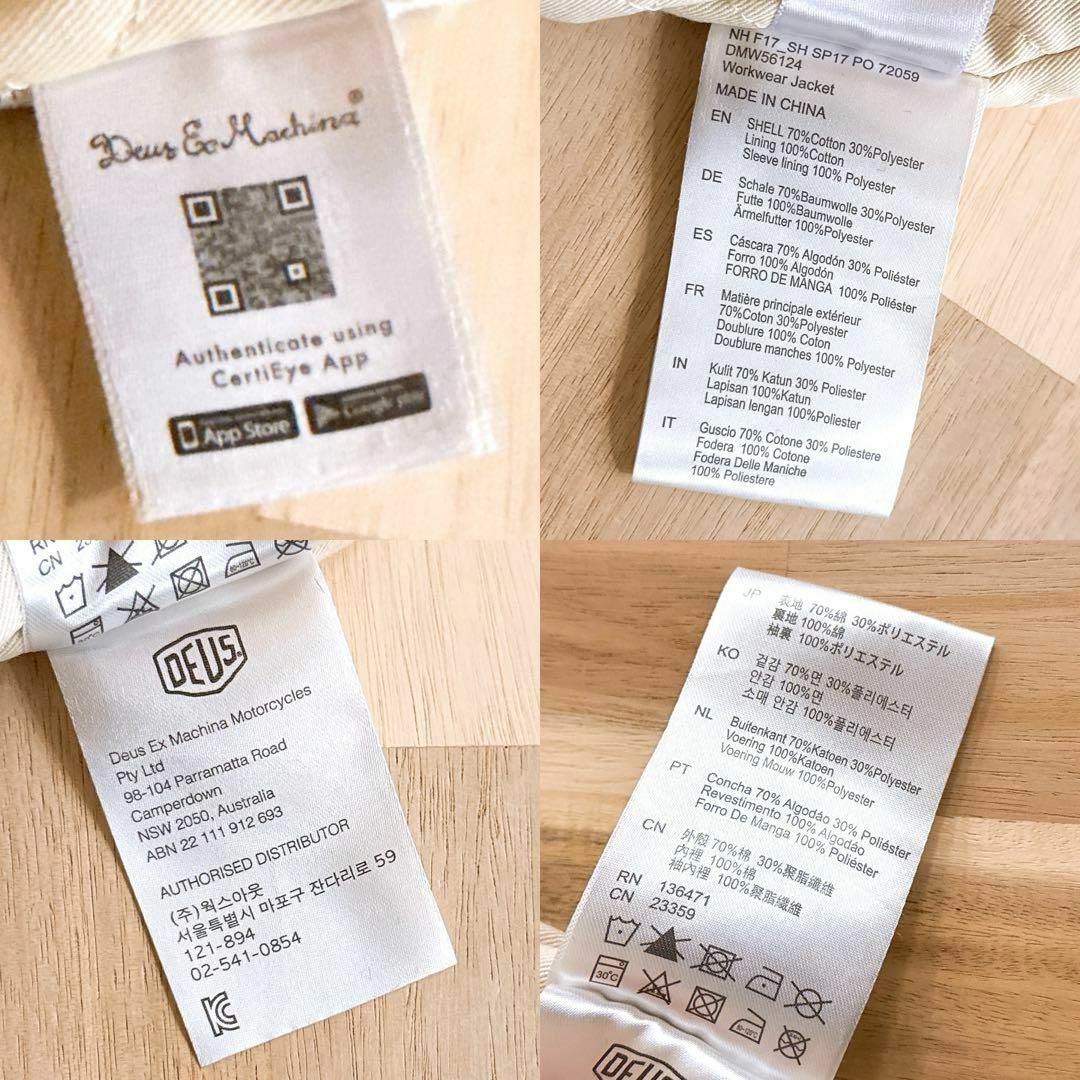 Deus Ex Machina®
Authenticate using
CertiEye App
App Store
Google play
NH F17_SH SP17 PO 72059
DMW56124
Workwear Jacket
MADE IN CHINA
EN SHELL 70%Cotton 30%Polyester
Lining 100%Cotton
Sleeve lining 100% Polyester
DE Schale 70%Baumwolle 30%Polyester
Futte 100%Baumwolle
Ärmelfutter 100%Polyester
ES Cáscara 70% Algodón 30% Poliéster
Forro 100% Algodón
FORRO DE MANGA 100% Poliéster
FR Matière principale extérieur
70%Coton 30%Polyester
Doublure 100% Coton
Doublure manches 100% Polyester
IN Kulit 70% Katun 30% Poliester
Lapisan 100%Katun
Lapisan lengan 100%Poliester
IT Guscio 70% Cotone 30% Poliestere
Fodera 100% Cotone
Fodera Delle Maniche
100% Poliestere
RN
CN 23
60-120°C
DEUS®
Deus Ex Machina Motorcycles
Pty Ltd
98-104 Parramatta Road
Camperdown
NSW 2050, Australia
ABN 22 111 912 693
AUTHORISED DISTRIBUTOR
(주)웍스아웃
서울특별시 마포구 잔다리로 59
121-894
02-541-0854
JP 表地 70%綿 30%ポリエステル
裏地 100%綿
袖裏 100%ポリエステル
KO 겉감 70%면 30%폴리에스터
안감 100%면
소매 안감 100%폴리에스터
NL Buitenkant 70%Katoen 30%Polyester
Voering 100%Katoen
Voering Mouw 100%Polyester
PT Concha 70% Algodão 30% Poliéster
Revestimento 100% Algodão
Forro De Manga 100% Poliéster
CN 外殼 70%棉 30%聚脂纖維
內裡 100%棉
袖內裡 100%聚脂纖維
RN 136471
CN 23359
30°C
60-120°C
DEUS